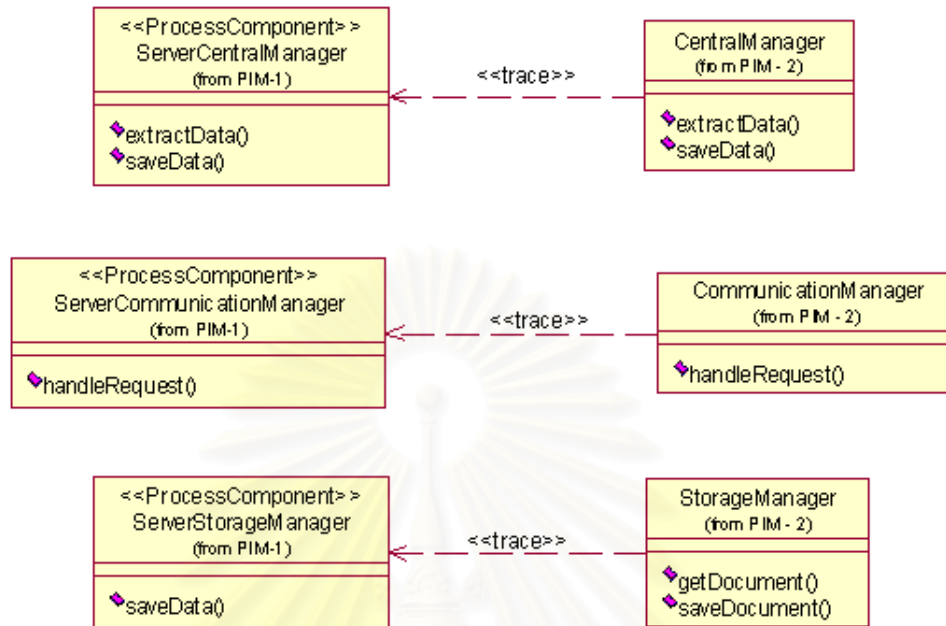 <<ProcessComponent>>
ServerCentralManager
(from PIM-1)
extractData()
saveData()
<<trace>>
CentralManager
(from PIM - 2)
extractData()
saveData()
<<ProcessComponent>>
ServerCommunicationManager
(from PIM-1)
handleRequest()
<<trace>>
CommunicationManager
(from PIM - 2)
handleRequest()
<<ProcessComponent>>
ServerStorageManager
(from PIM-1)
saveData()
<<trace>>
StorageManager
(from PIM - 2)
getDocument()
saveDocument()